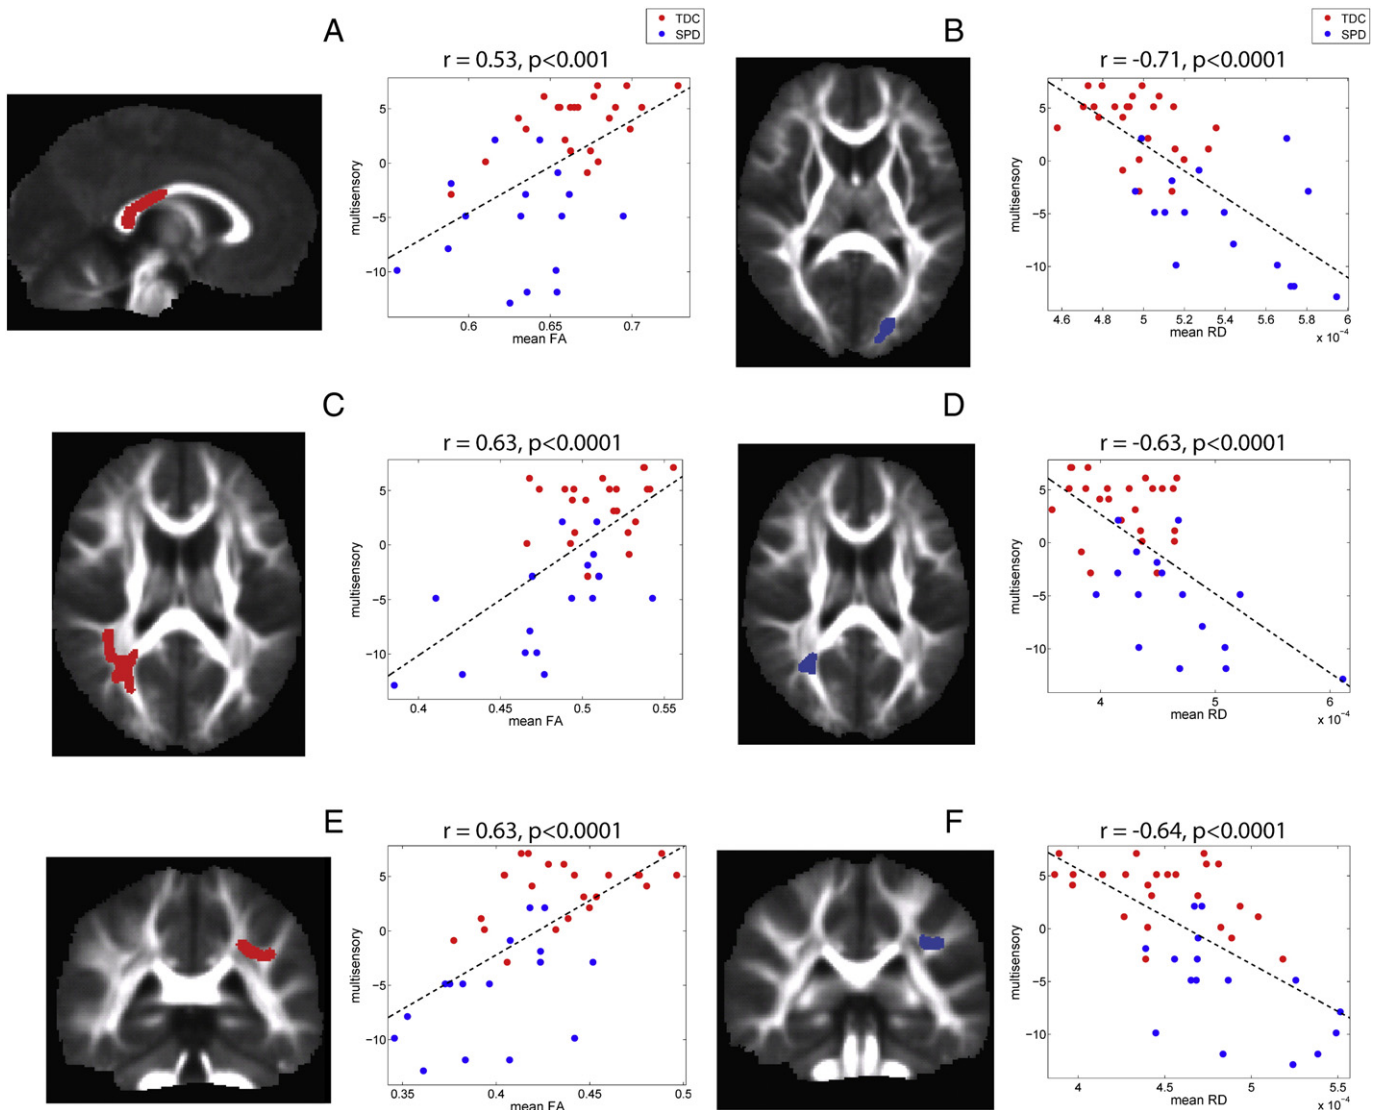 A
TDC
SPD
r = 0.53, p<0.001
multisensory
5
0
−5
−10
0.6
0.65
0.7
mean FA
B
TDC
SPD
r = -0.71, p<0.0001
multisensory
5
0
−5
−10
4.6
4.8
5
5.2
5.4
5.6
5.8
6
mean RD
x 10⁻⁴
C
r = 0.63, p<0.0001
multisensory
5
0
−5
−10
0.4
0.45
0.5
0.55
mean FA
D
r = -0.63, p<0.0001
multisensory
5
0
−5
−10
4
5
6
mean RD
x 10⁻⁴
E
r = 0.63, p<0.0001
multisensory
5
0
−5
−10
0.35
0.4
0.45
0.5
mean FA
F
r = -0.64, p<0.0001
multisensory
5
0
−5
−10
4
4.5
5
5.5
mean RD
x 10⁻⁴